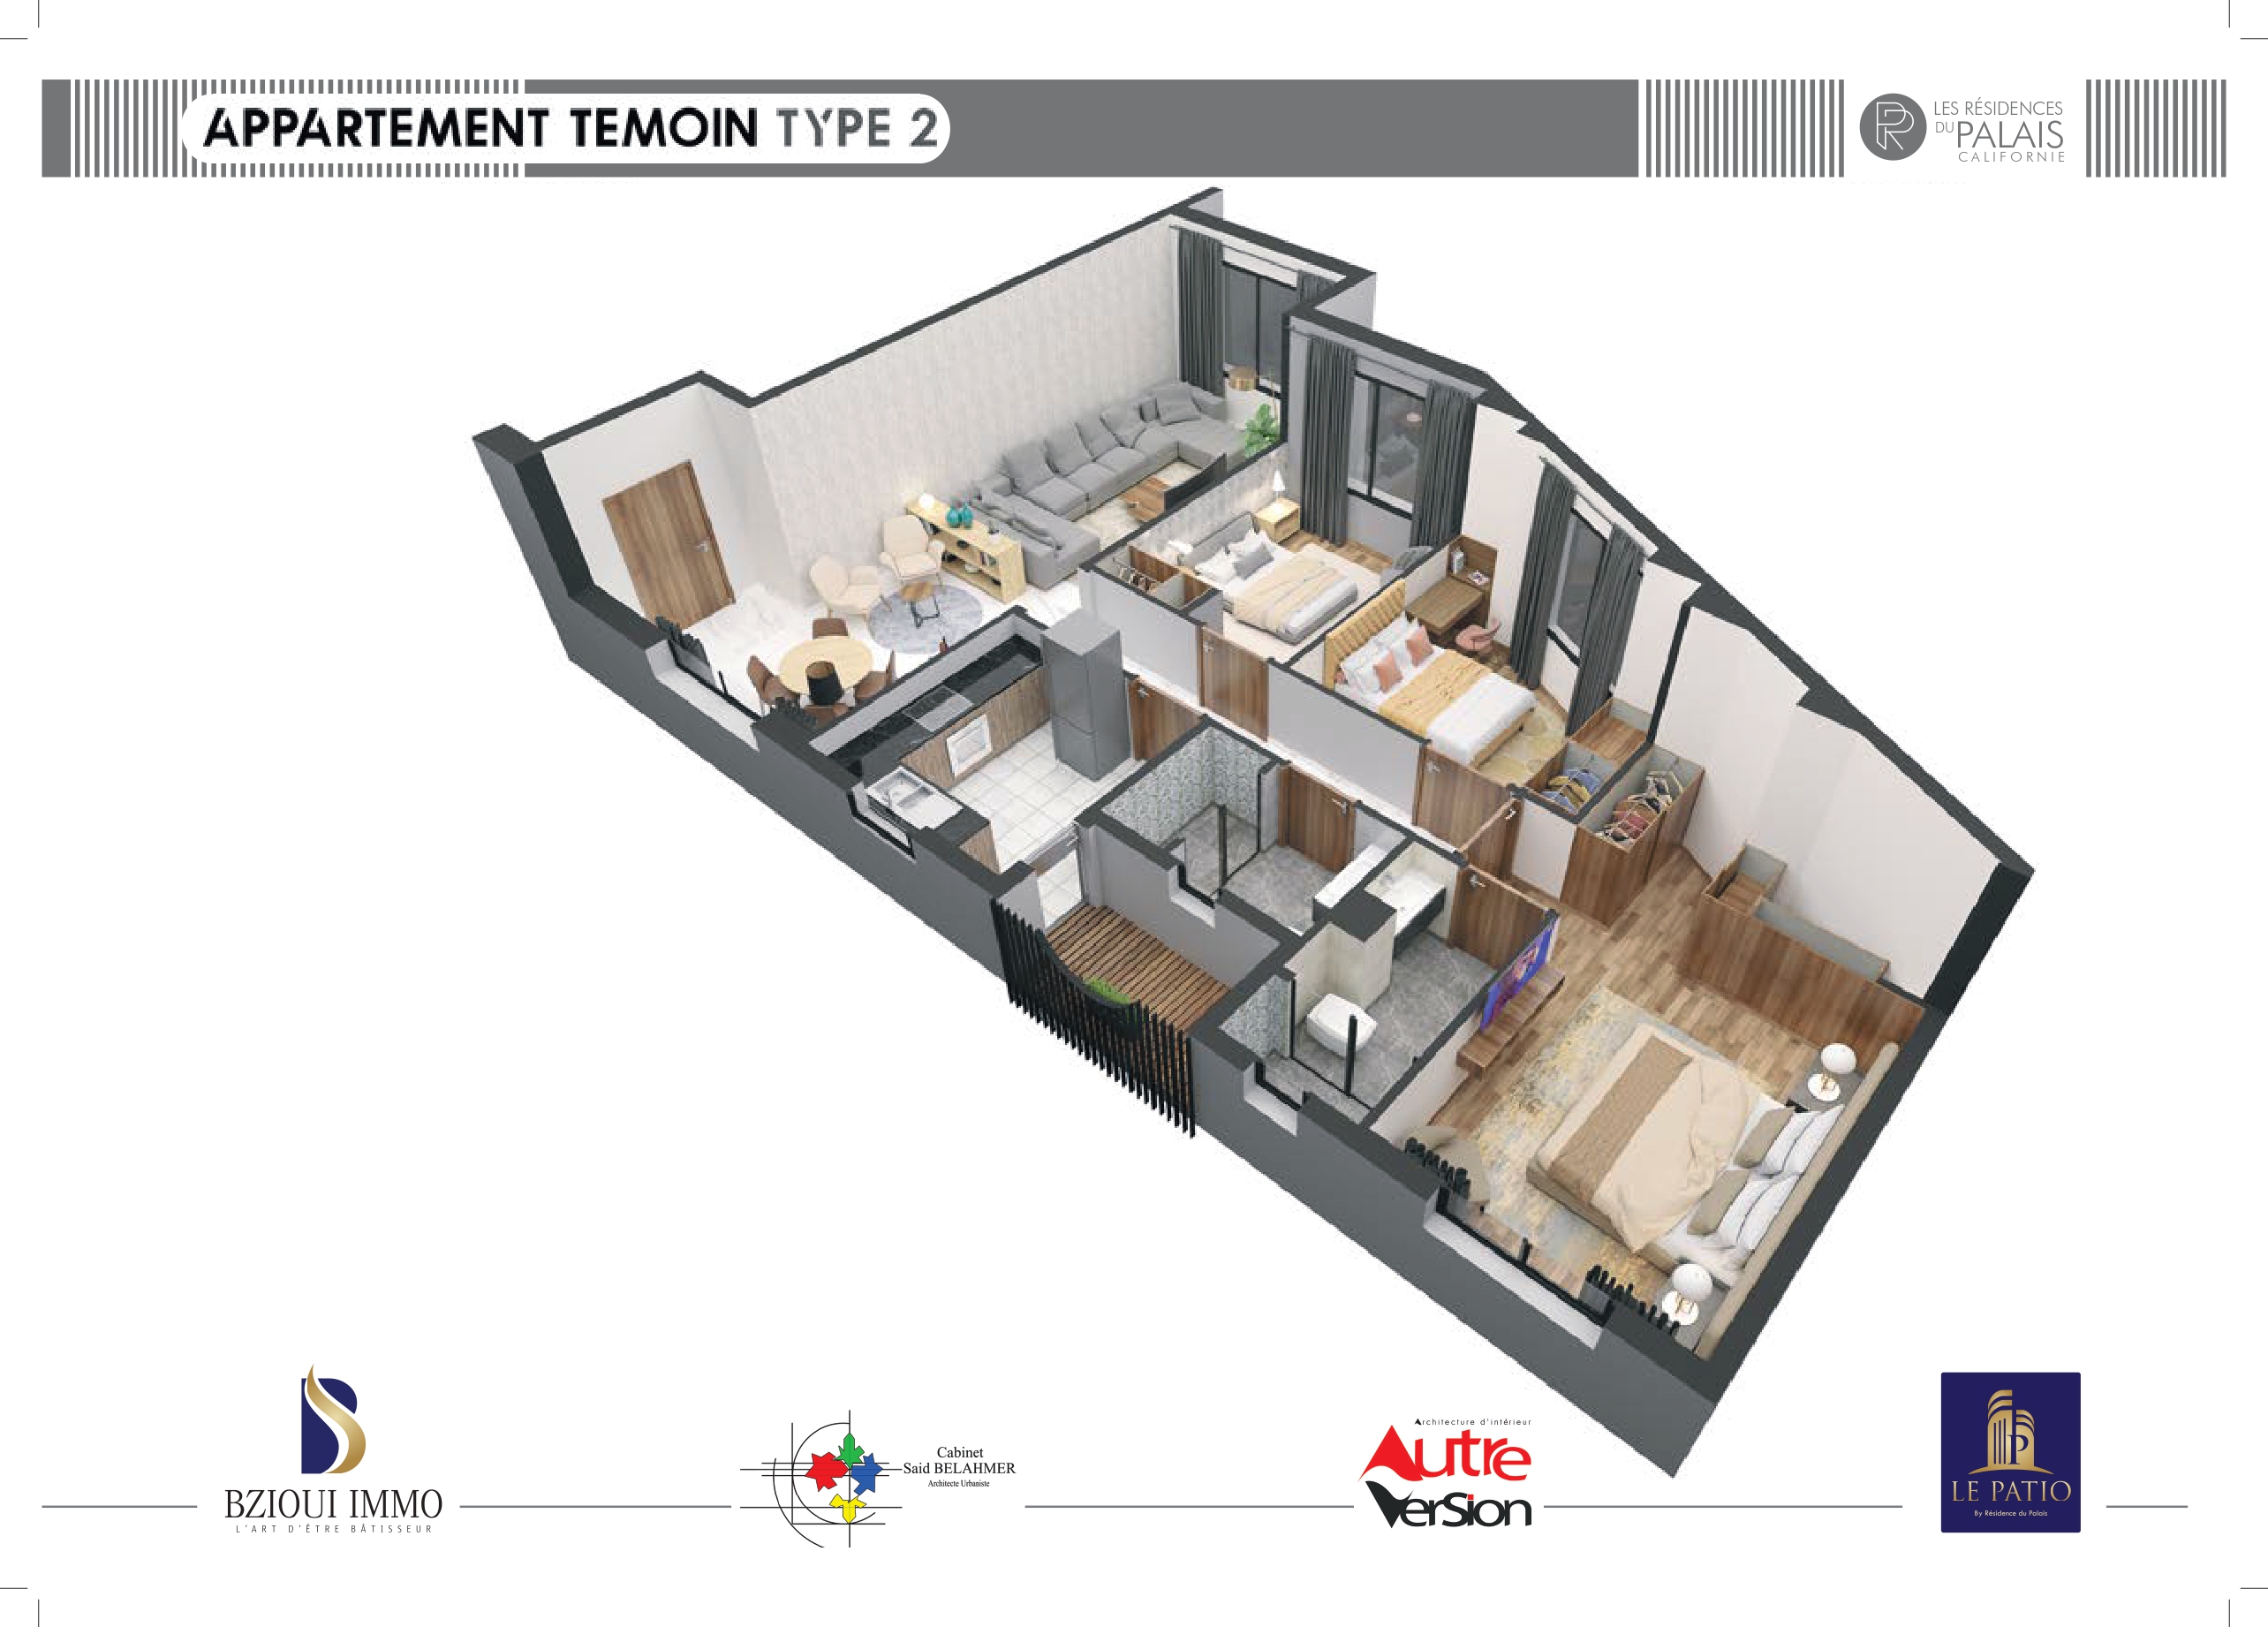 APPARTEMENT TEMOIN TYPE 2
LES RÉSIDENCES
DU PALAIS
CALIFORNIE
BZIOUI IMMO
L'ART D'ÊTRE BÂTISSEUR
Cabinet
Said BELAHMER
Architecte Urbaniste
Architecture d'intérieur
Autre
Version
P
LE PATIO
By Résidence du Palais